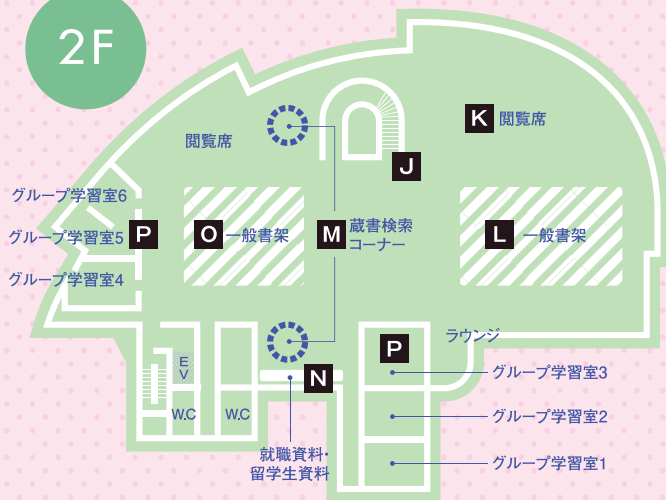 2F
閲覧席
K 閲覧席
J
グループ学習室6
グループ学習室5
グループ学習室4
P
O 一般書架
M 蔵書検索
コーナー
L 一般書架
EV
W.C
W.C
N
就職資料・
留学生資料
P
ラウンジ
グループ学習室3
グループ学習室2
グループ学習室1